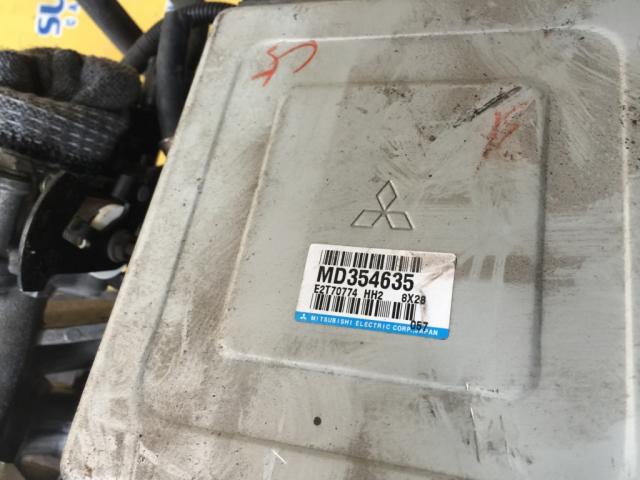 MD354635
E2T70774 HH2 8X28
057
MITSUBISHI ELECTRIC CORP.JAPAN